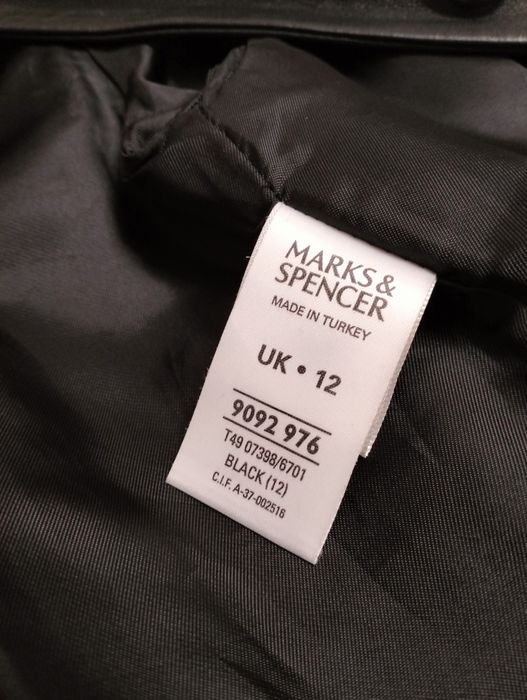 MARKS &
SPENCER
MADE IN TURKEY
UK • 12
9092 976
T49 07398/6701
BLACK (12)
C.I.F. A-37-002516